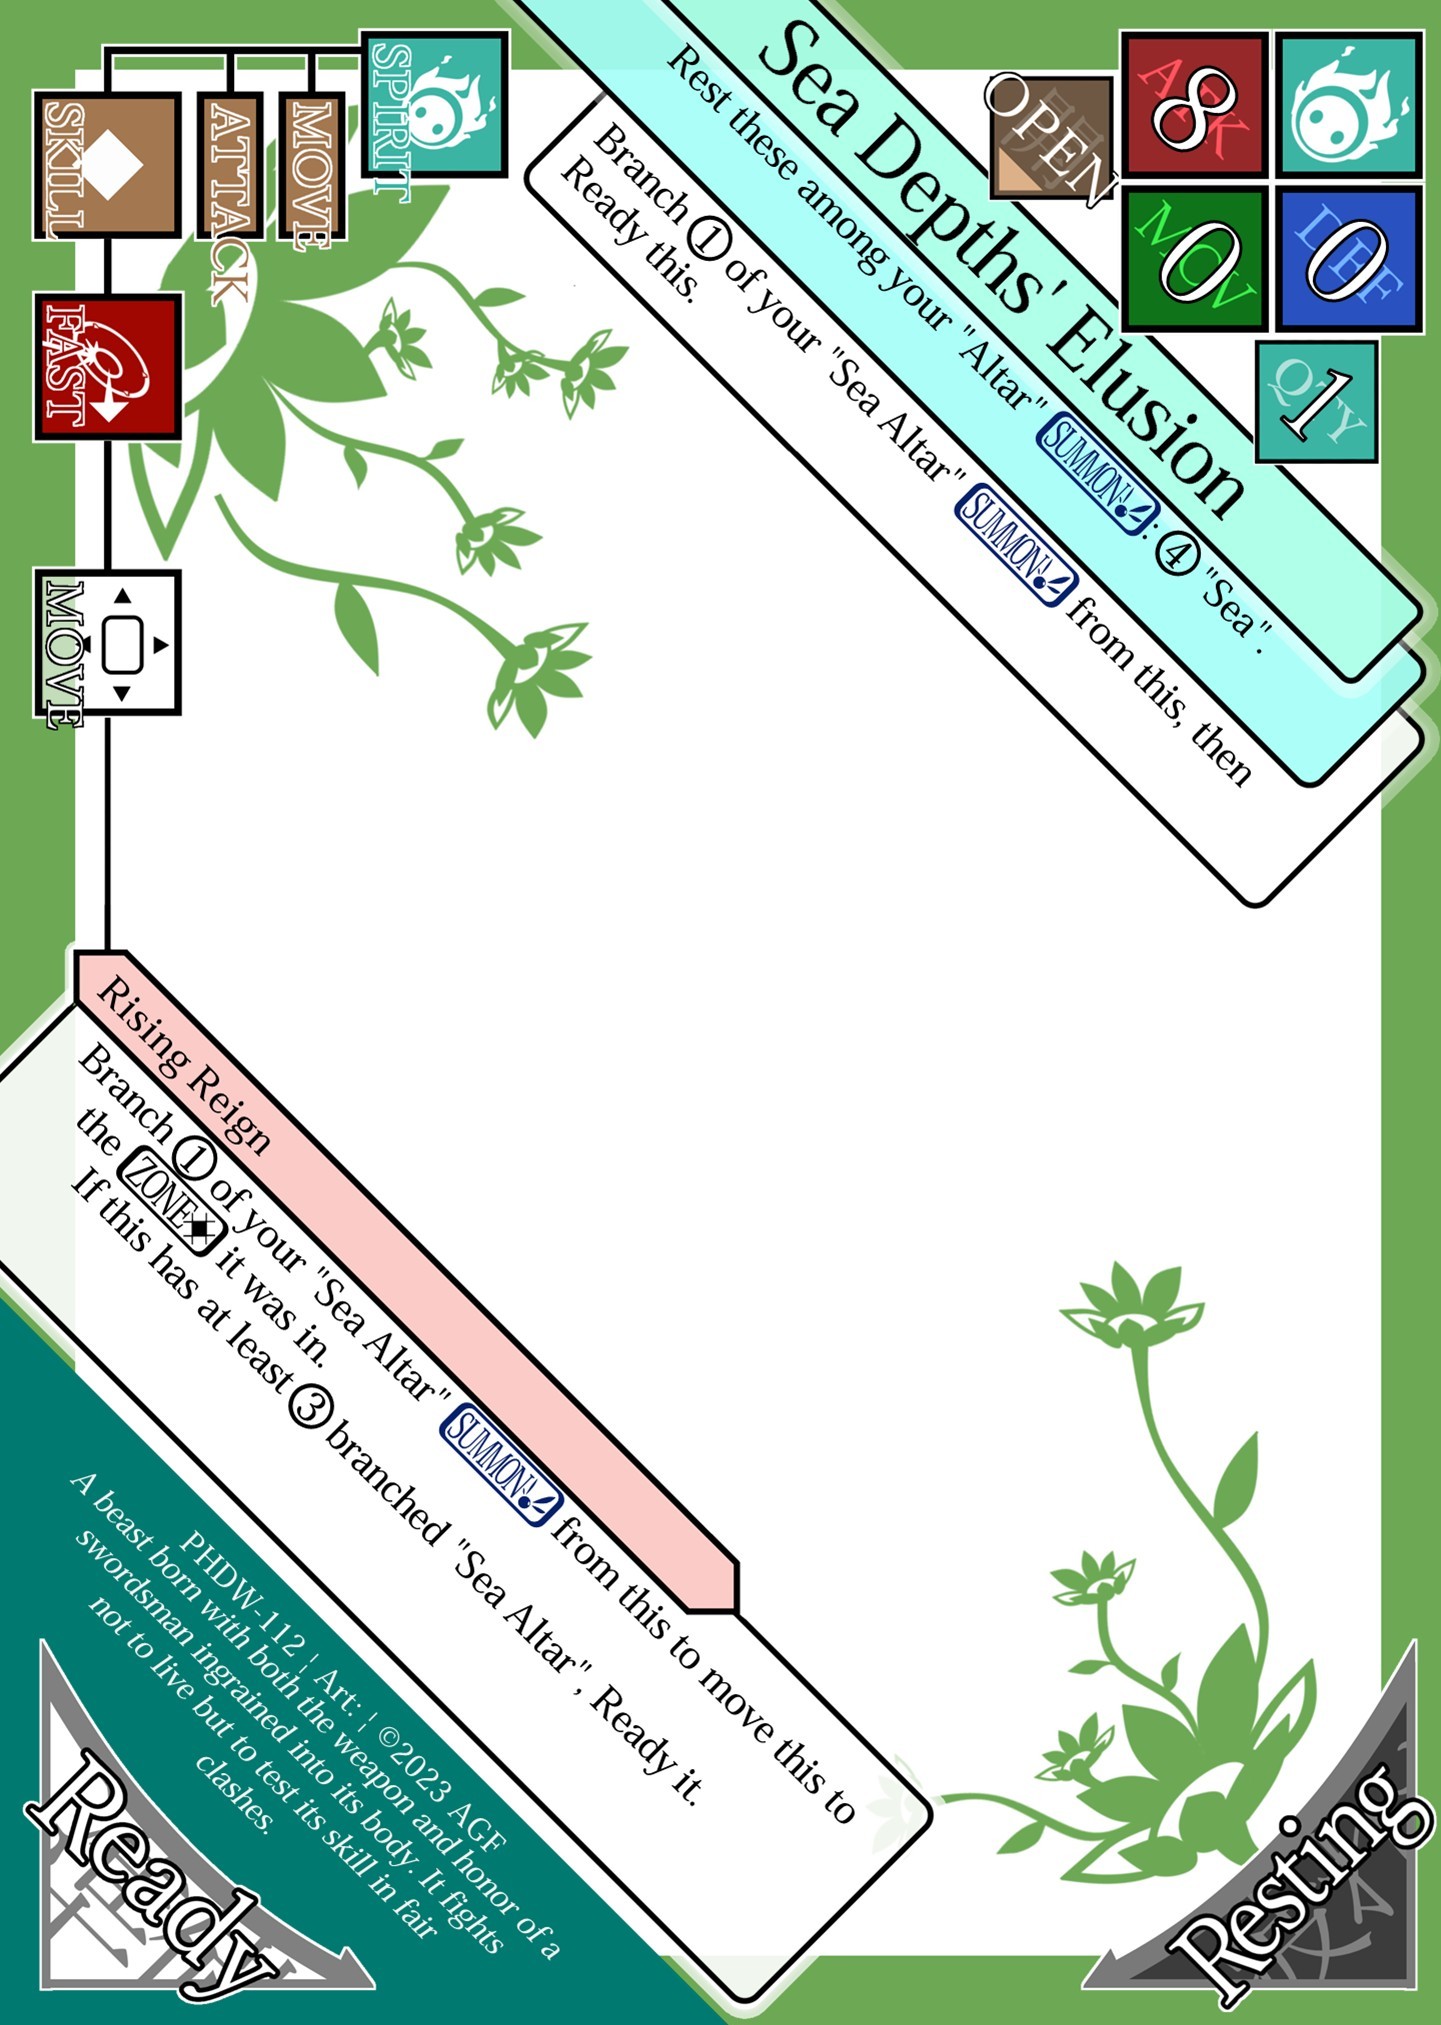 Sea Depths' Elusion
Rest these among your "Altar" SUMMON: ④ "Sea".
Branch ① of your "Sea Altar" SUMMON from this, then
Ready this.
OPEN
ATK 8
MOV 0
DEF 0
QTY 1
SPIRIT
MOVE
ATTACK
SKILL
FAST
MOVE
Rising Reign
Branch ① of your "Sea Altar" SUMMON from this to move this to
the ZONE it was in.
If this has at least ③ branched "Sea Altar", Ready it.
PHDW-112 ¦ Art: ¦ ©2023 AGF
A beast born with both the weapon and honor of a
swordsman ingrained into its body. It fights
not to live but to test its skill in fair
clashes.
Ready
Resting